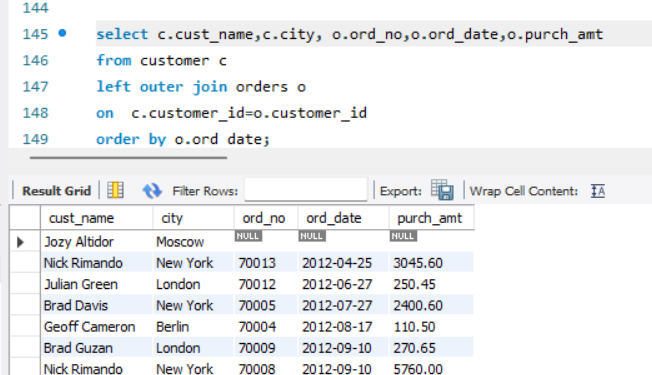 144
145 select c.cust_name,c.city, o.ord_no,o.ord_date,o.purch_amt
146 from customer c
147 left outer join orders o
148 on c.customer_id=o.customer_id
149 order by o.ord date;
Result Grid Filter Rows: Export: Wrap Cell Content: IA
cust_name city ord_no ord_date purch_amt
Jozy Altidor Moscow NULL NULL NULL
Nick Rimando New York 70013 2012-04-25 3045.60
Julian Green London 70012 2012-06-27 250.45
Brad Davis New York 70005 2012-07-27 2400.60
Geoff Cameron Berlin 70004 2012-08-17 110.50
Brad Guzan London 70009 2012-09-10 270.65
Nick Rimando New York 70008 2012-09-10 5760.00